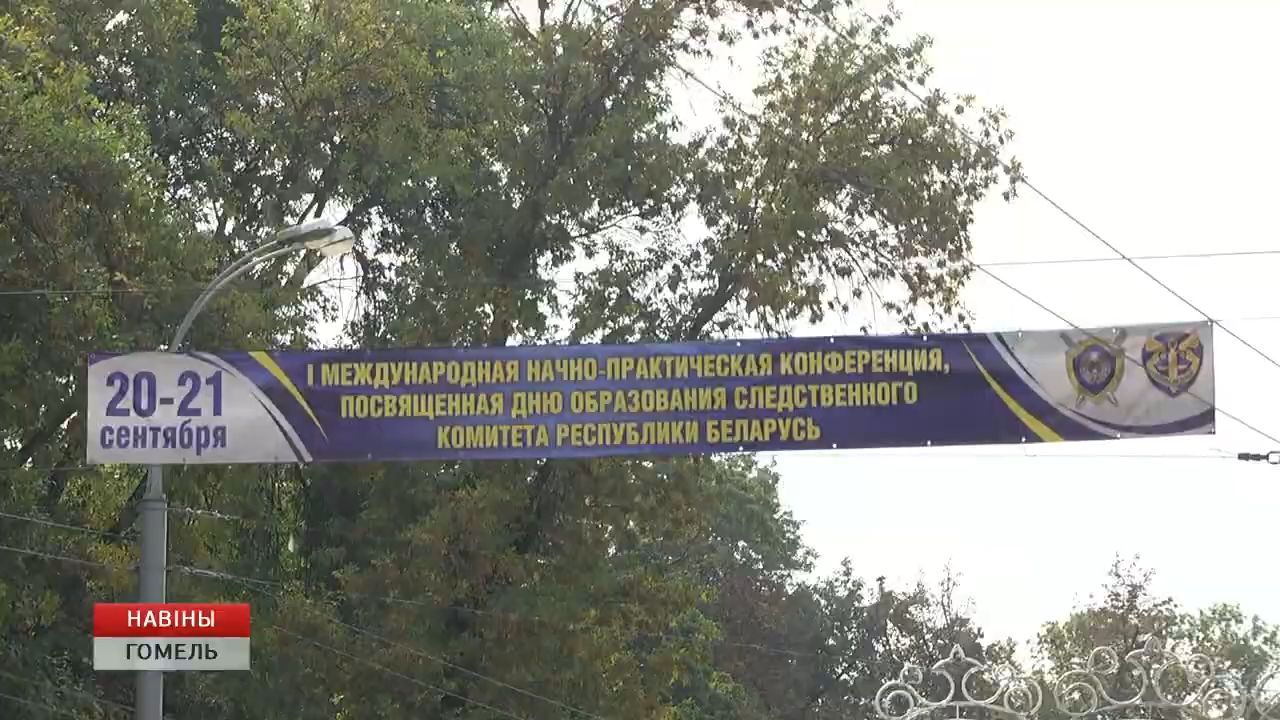 20-21
сентября
I МЕЖДУНАРОДНАЯ НАЧНО-ПРАКТИЧЕСКАЯ КОНФЕРЕНЦИЯ,
ПОСВЯЩЕННАЯ ДНЮ ОБРАЗОВАНИЯ СЛЕДСТВЕННОГО
КОМИТЕТА РЕСПУБЛИКИ БЕЛАРУСЬ
НАВІНЫ
ГОМЕЛЬ